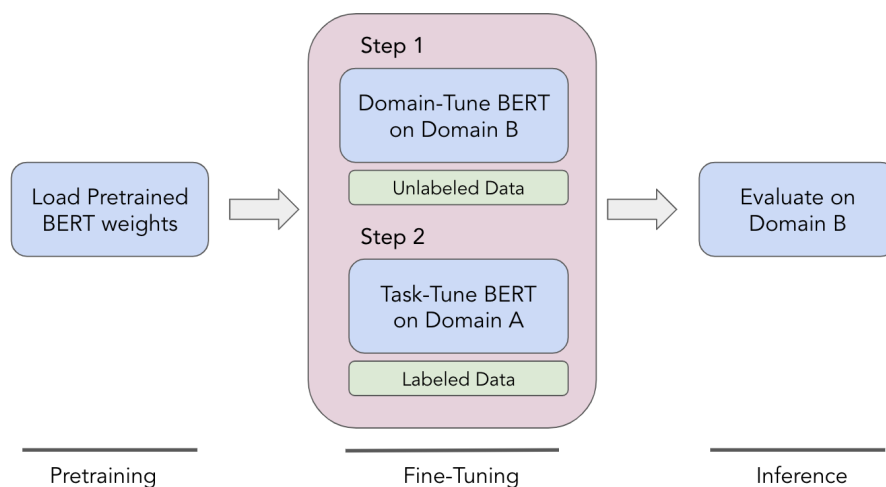 Load Pretrained
BERT weights
Step 1
Domain-Tune BERT
on Domain B
Unlabeled Data
Step 2
Task-Tune BERT
on Domain A
Labeled Data
Evaluate on
Domain B
Pretraining
Fine-Tuning
Inference